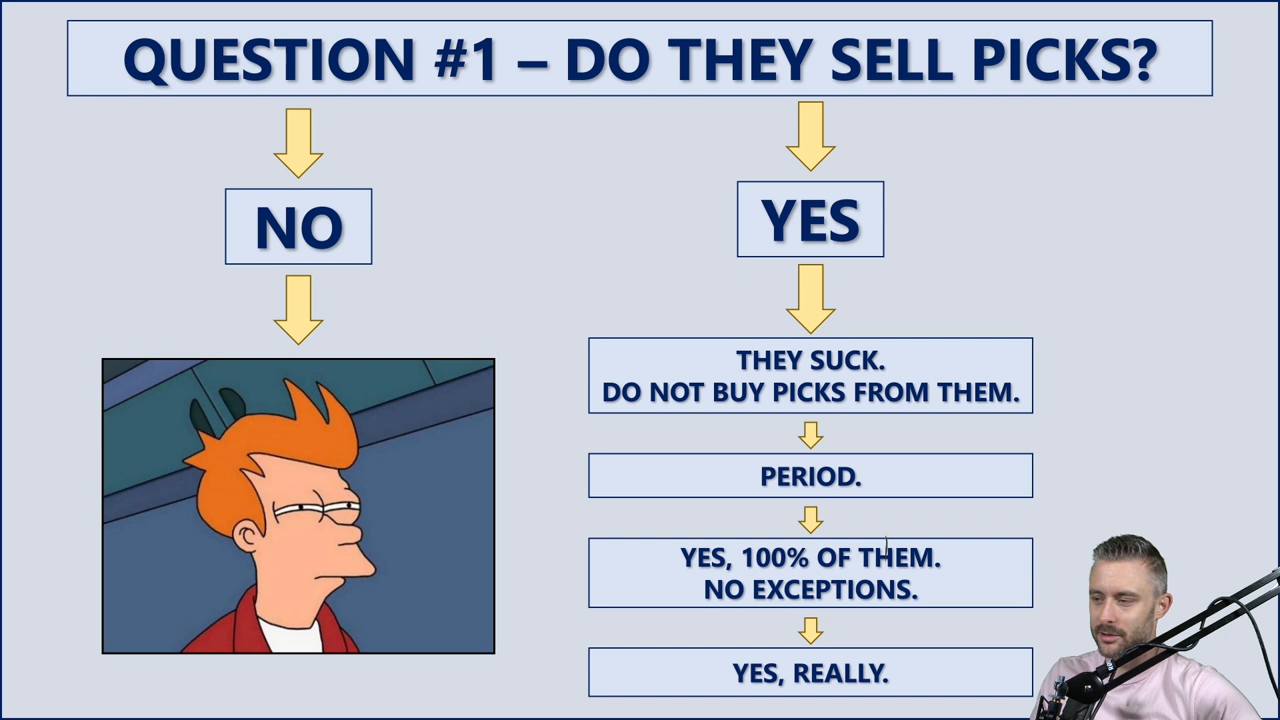 QUESTION #1 – DO THEY SELL PICKS?
NO
YES
THEY SUCK.
DO NOT BUY PICKS FROM THEM.
PERIOD.
YES, 100% OF THEM.
NO EXCEPTIONS.
YES, REALLY.